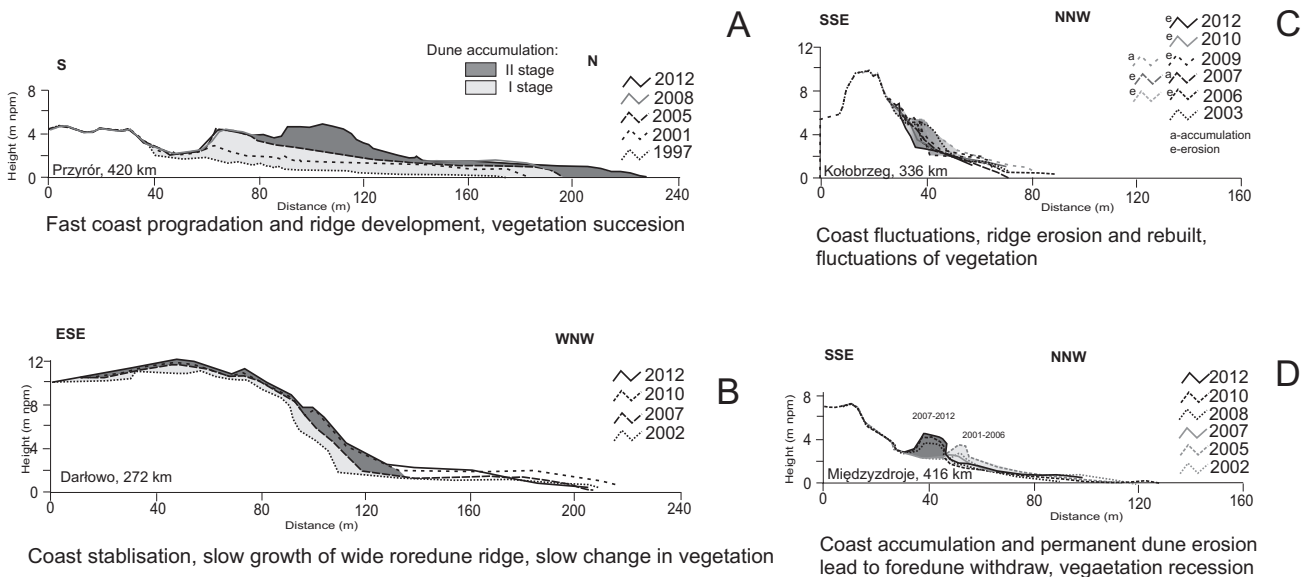 A
Dune accumulation:
II stage
I stage
S
N
2012
2008
2005
2001
1997
8
4
0
Height (m npm)
Przyrór, 420 km
0 40 80 120 160 200 240
Distance (m)
Fast coast progradation and ridge development, vegetation succesion
C
SSE
NNW
e 2012
e 2010
a e 2009
e a 2007
e e 2006
2003
a-accumulation
e-erosion
12
8
4
0
Height (m npm)
Kołobrzeg, 336 km
0 40 80 120 160
Distance (m)
Coast fluctuations, ridge erosion and rebuilt,
fluctuations of vegetation
B
ESE
WNW
2012
2010
2007
2002
12
8
4
0
Height (m npm)
Darłowo, 272 km
0 40 80 120 160 200 240
Distance (m)
Coast stablisation, slow growth of wide roredune ridge, slow change in vegetation
D
SSE
NNW
2012
2010
2008
2007
2005
2002
2007-2012
2001-2006
8
4
0
Height (m npm)
Międzyzdroje, 416 km
0 40 80 120 160
Distance (m)
Coast accumulation and permanent dune erosion
lead to foredune withdraw, vegaetation recession